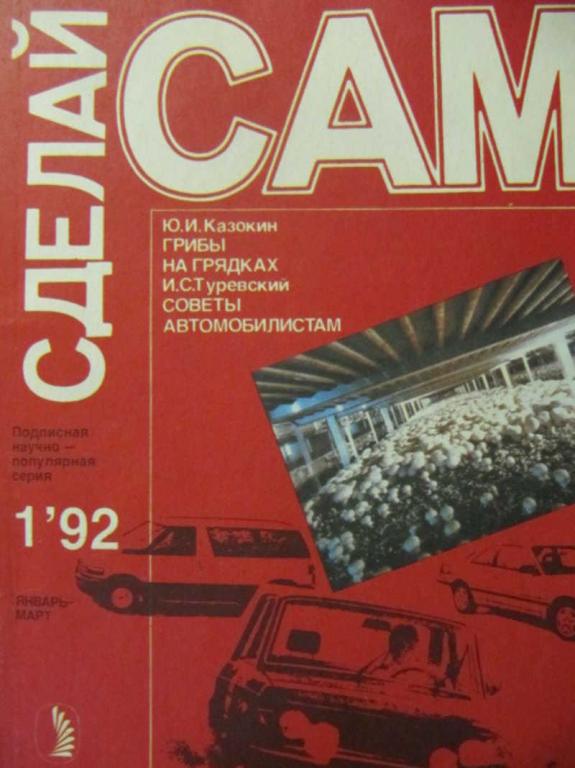 СДЕЛАЙ
САМ
Ю.И.Казокин
ГРИБЫ
НА ГРЯДКАХ
И.С.Туревский
СОВЕТЫ
АВТОМОБИЛИСТАМ
Подписная
научно –
популярная
серия
1'92
ЯНВАРЬ-
МАРТ